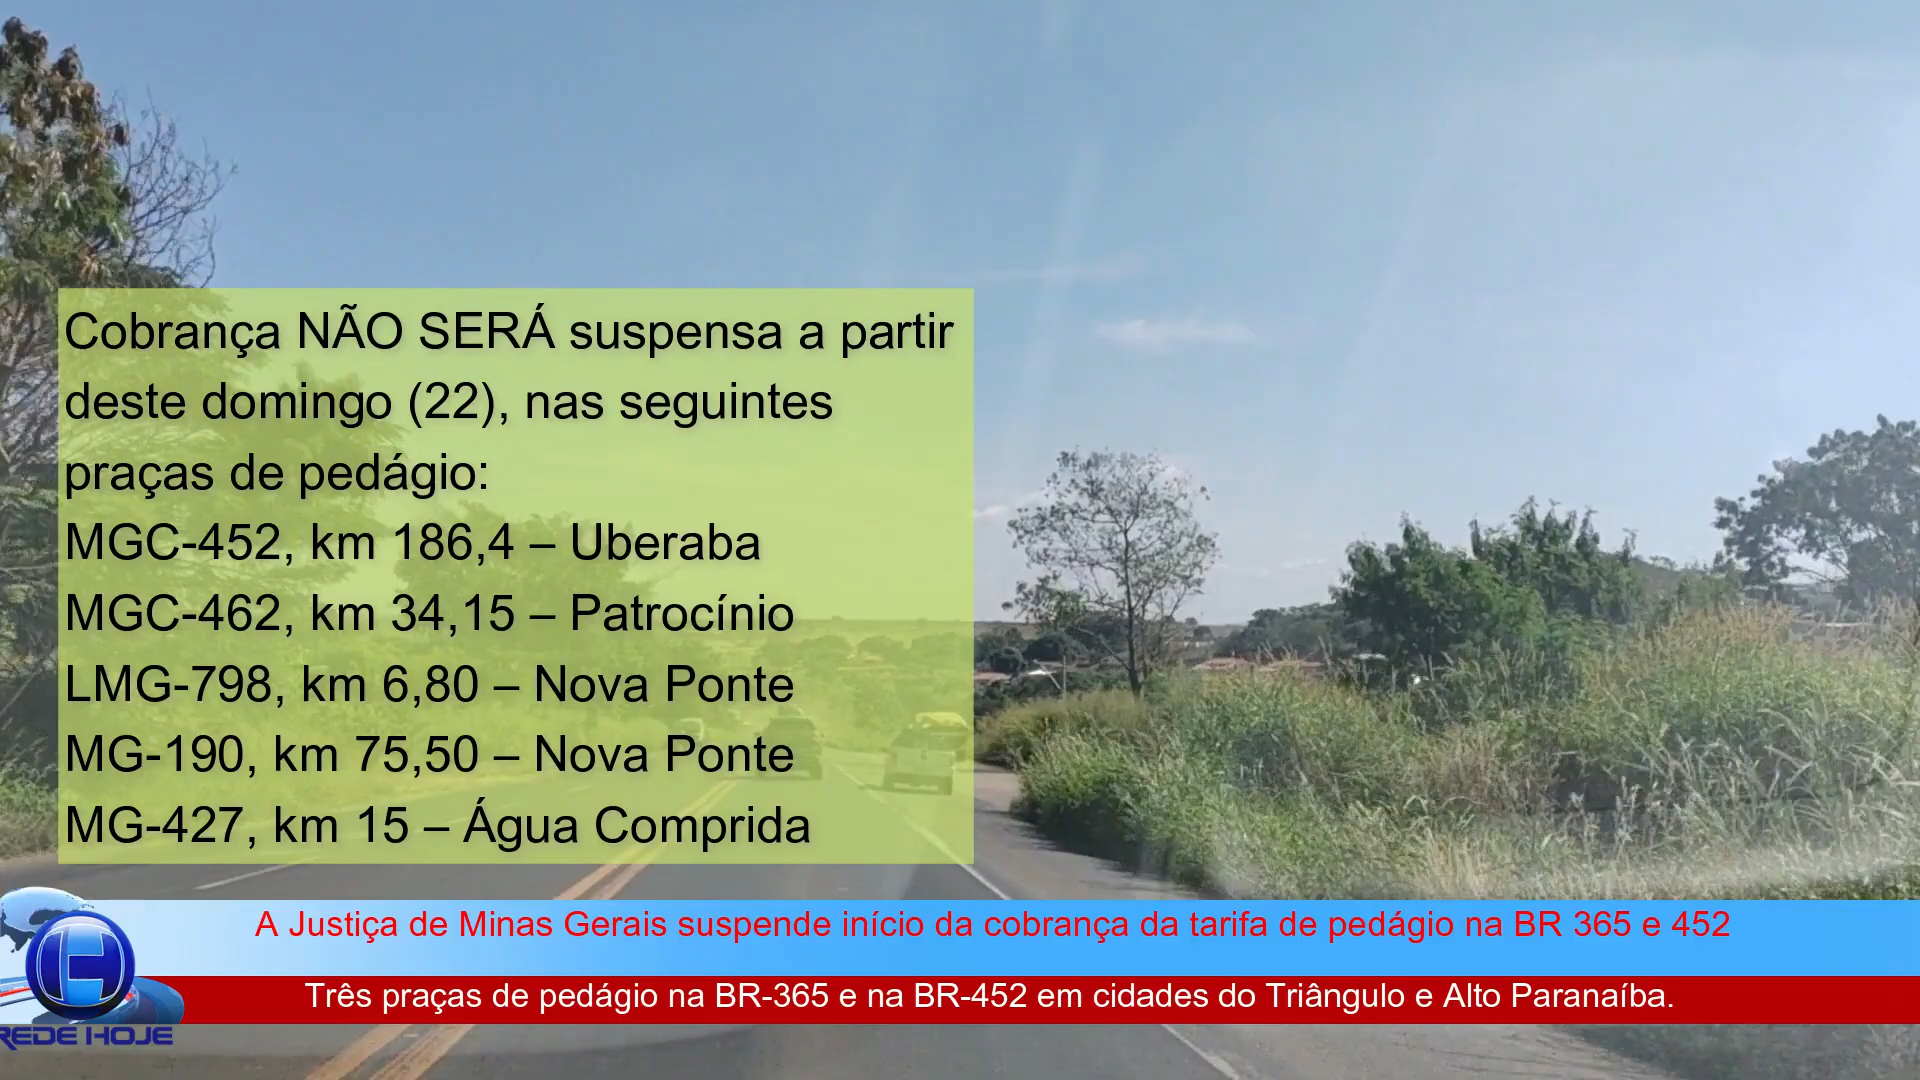 Cobrança NÃO SERÁ suspensa a partir
deste domingo (22), nas seguintes
praças de pedágio:
MGC-452, km 186,4 – Uberaba
MGC-462, km 34,15 – Patrocínio
LMG-798, km 6,80 – Nova Ponte
MG-190, km 75,50 – Nova Ponte
MG-427, km 15 – Água Comprida
A Justiça de Minas Gerais suspende início da cobrança da tarifa de pedágio na BR 365 e 452
Três praças de pedágio na BR-365 e na BR-452 em cidades do Triângulo e Alto Paranaíba.
REDE HOJE